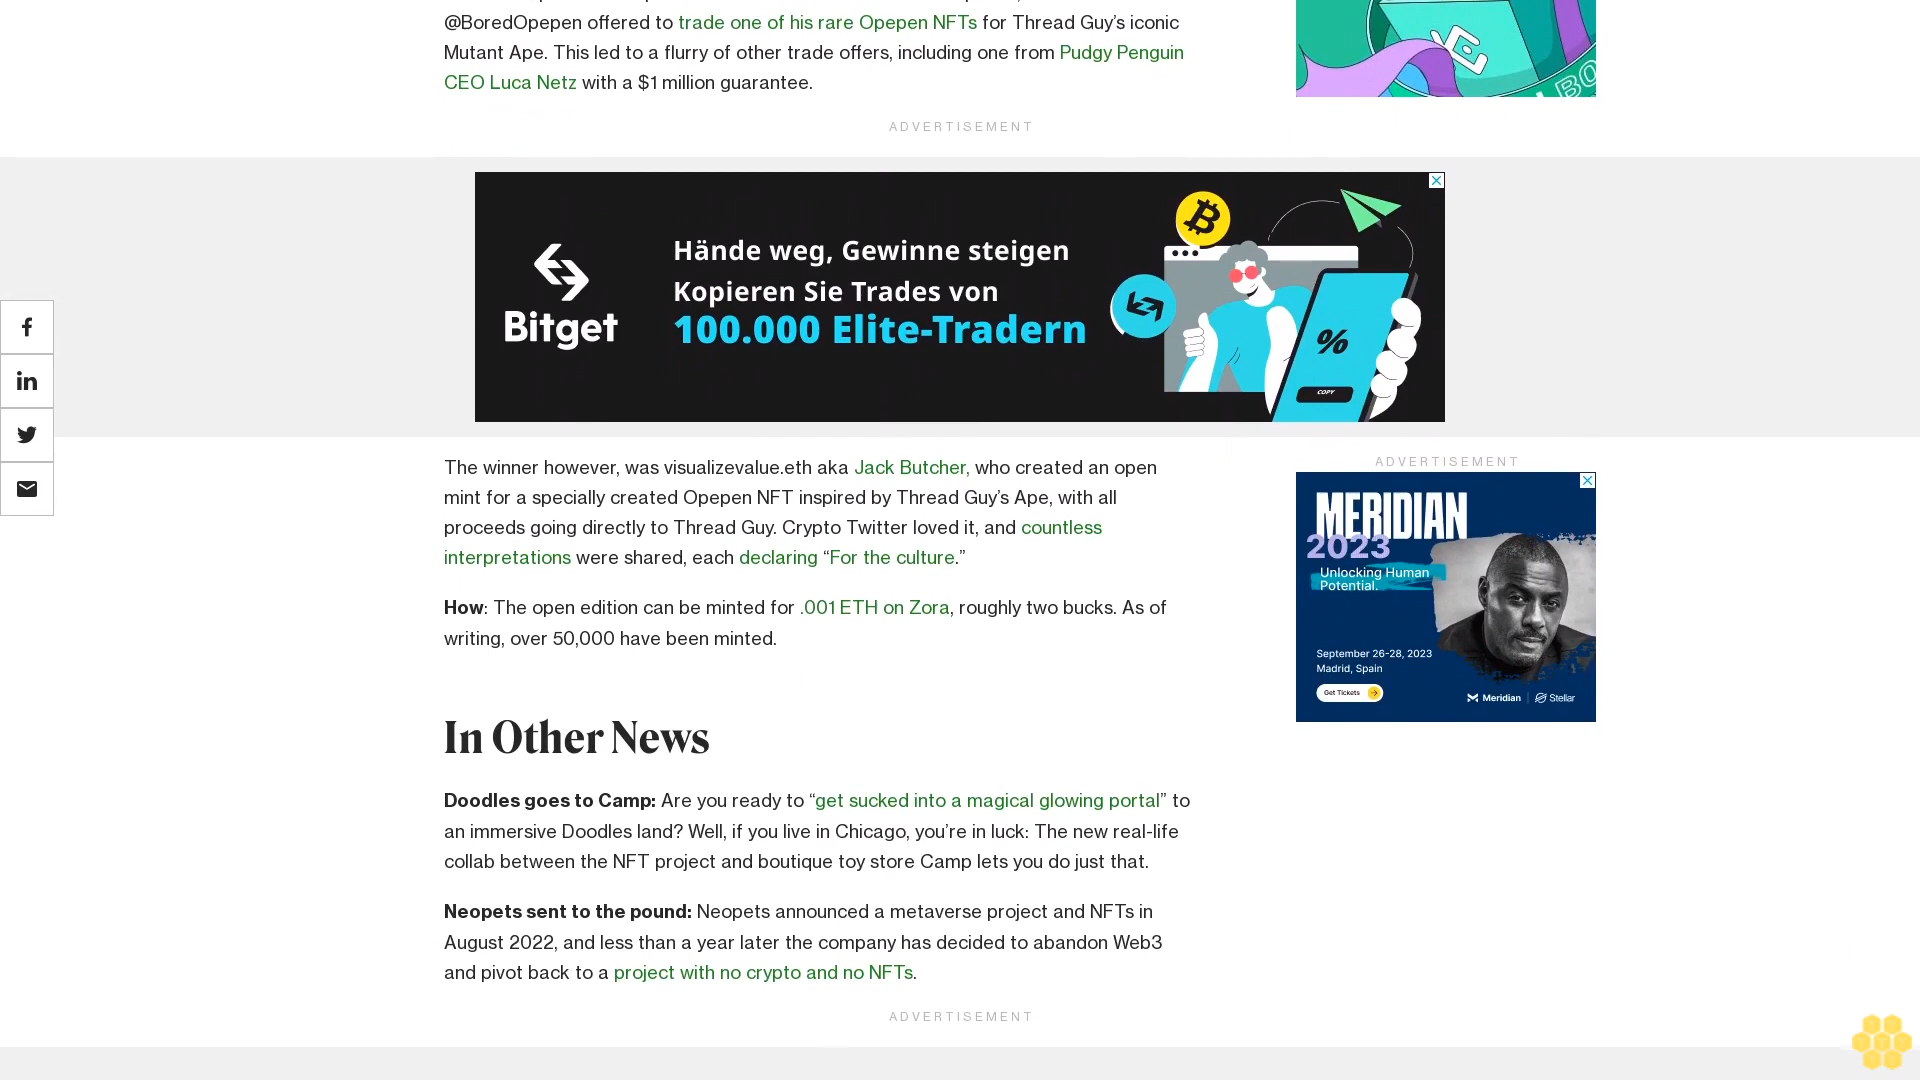 @BoredOpepen offered to trade one of his rare Opepen NFTs for Thread Guy’s iconic
Mutant Ape. This led to a flurry of other trade offers, including one from Pudgy Penguin
CEO Luca Netz with a $1 million guarantee.
ADVERTISEMENT
Bitget
Hände weg, Gewinne steigen
Kopieren Sie Trades von
100.000 Elite-Tradern
%
COPY
The winner however, was visualizevalue.eth aka Jack Butcher, who created an open
mint for a specially created Opepen NFT inspired by Thread Guy’s Ape, with all
proceeds going directly to Thread Guy. Crypto Twitter loved it, and countless
interpretations were shared, each declaring “For the culture.”
How: The open edition can be minted for .001 ETH on Zora, roughly two bucks. As of
writing, over 50,000 have been minted.
ADVERTISEMENT
MERIDIAN
2023
Unlocking Human
Potential.
September 26-28, 2023
Madrid, Spain
Get Tickets
Meridian | Stellar
In Other News
Doodles goes to Camp: Are you ready to “get sucked into a magical glowing portal” to
an immersive Doodles land? Well, if you live in Chicago, you’re in luck: The new real-life
collab between the NFT project and boutique toy store Camp lets you do just that.
Neopets sent to the pound: Neopets announced a metaverse project and NFTs in
August 2022, and less than a year later the company has decided to abandon Web3
and pivot back to a project with no crypto and no NFTs.
ADVERTISEMENT